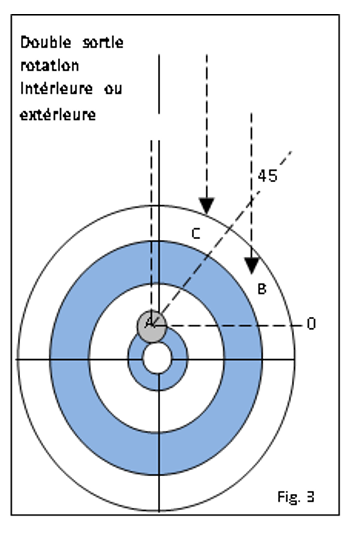 Double sortie
rotation
intérieure ou
extérieure
45
C
B
A
0
Fig. 3